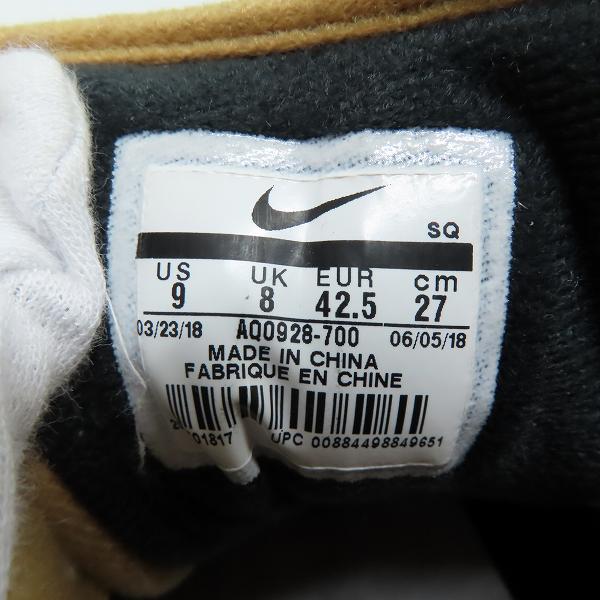 SQ
US UK EUR cm
9 8 42.5 27
03/23/18 AQ0928-700 06/05/18
MADE IN CHINA
FABRIQUE EN CHINE
01817 UPC 00884498849651